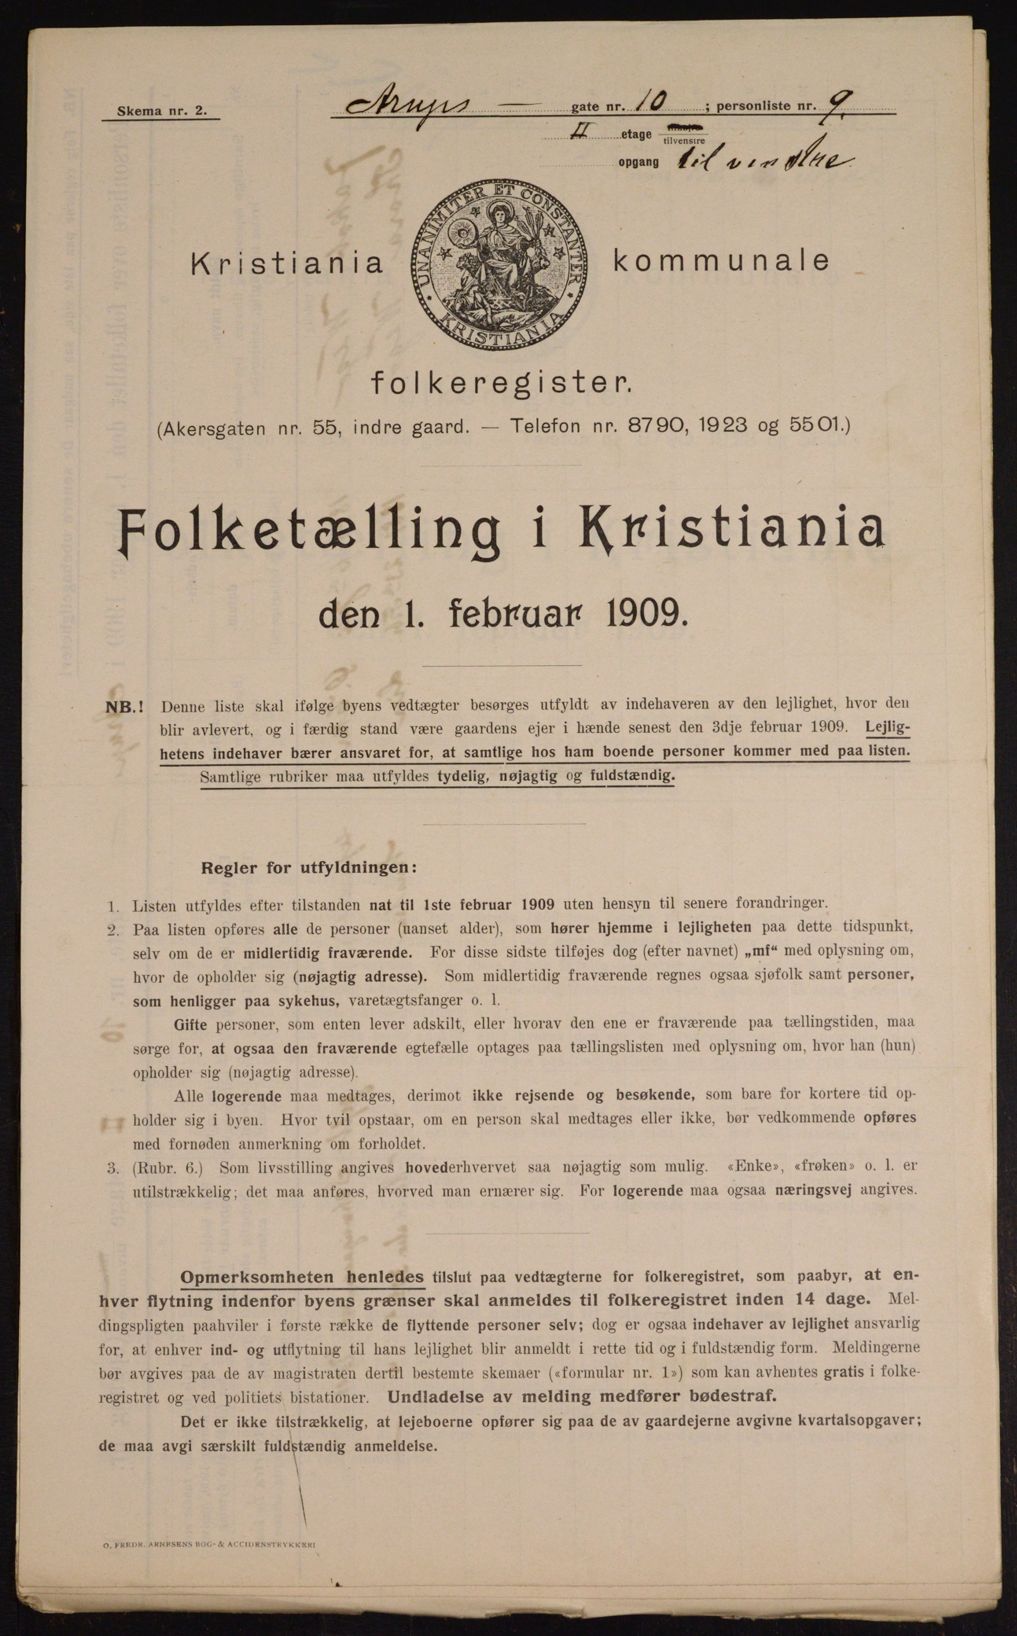 Skema nr. 2.
Arups — gate nr. 10 ; personliste nr. 9.
II etage
tilvenstre
opgang til venstre
UNANIMITER ET CONSTANTER
KRISTIANIA
Kristiania kommunale
folkeregister.
(Akersgaten nr. 55, indre gaard. — Telefon nr. 8790, 1923 og 5501.)
Folketælling i Kristiania
den 1. februar 1909.
NB.! Denne liste skal ifølge byens vedtægter besørges utfyldt av indehaveren av den lejlighet, hvor den
blir avlevert, og i færdig stand være gaardens ejer i hænde senest den 3dje februar 1909. Lejlig-
hetens indehaver bærer ansvaret for, at samtlige hos ham boende personer kommer med paa listen.
Samtlige rubriker maa utfyldes tydelig, nøjagtig og fuldstændig.
Regler for utfyldningen:
1. Listen utfyldes efter tilstanden nat til 1ste februar 1909 uten hensyn til senere forandringer.
2. Paa listen opføres alle de personer (uanset alder), som hører hjemme i lejligheten paa dette tidspunkt,
selv om de er midlertidig fraværende. For disse sidste tilføjes dog (efter navnet) „mf“ med oplysning om,
hvor de opholder sig (nøjagtig adresse). Som midlertidig fraværende regnes ogsaa sjøfolk samt personer,
som henligger paa sykehus, varetægtsfanger o. l.
Gifte personer, som enten lever adskilt, eller hvorav den ene er fraværende paa tællingstiden, maa
sørge for, at ogsaa den fraværende egtefælle optages paa tællingslisten med oplysning om, hvor han (hun)
opholder sig (nøjagtig adresse).
Alle logerende maa medtages, derimot ikke rejsende og besøkende, som bare for kortere tid op-
holder sig i byen. Hvor tvil opstaar, om en person skal medtages eller ikke, bør vedkommende opføres
med fornøden anmerkning om forholdet.
3. (Rubr. 6.) Som livsstilling angives hovederhvervet saa nøjagtig som mulig. «Enke», «frøken» o. l. er
utilstrækkelig; det maa anføres, hvorved man ernærer sig. For logerende maa ogsaa næringsvej angives.
Opmerksomheten henledes tilslut paa vedtægterne for folkeregistret, som paabyr, at en-
hver flytning indenfor byens grænser skal anmeldes til folkeregistret inden 14 dage. Mel-
dingspligten paahviler i første række de flyttende personer selv; dog er ogsaa indehaver av lejlighet ansvarlig
for, at enhver ind- og utflytning til hans lejlighet blir anmeldt i rette tid og i fuldstændig form. Meldingerne
bør avgives paa de av magistraten dertil bestemte skemaer («formular nr. 1») som kan avhentes gratis i folke-
registret og ved politiets bistationer. Undladelse av melding medfører bødestraf.
Det er ikke tilstrækkelig, at lejeboerne opfører sig paa de av gaardejerne avgivne kvartalsopgaver;
de maa avgi særskilt fuldstændig anmeldelse.
O. FREDR. ARNESENS BOG- & ACCIDENSTRYKKERI